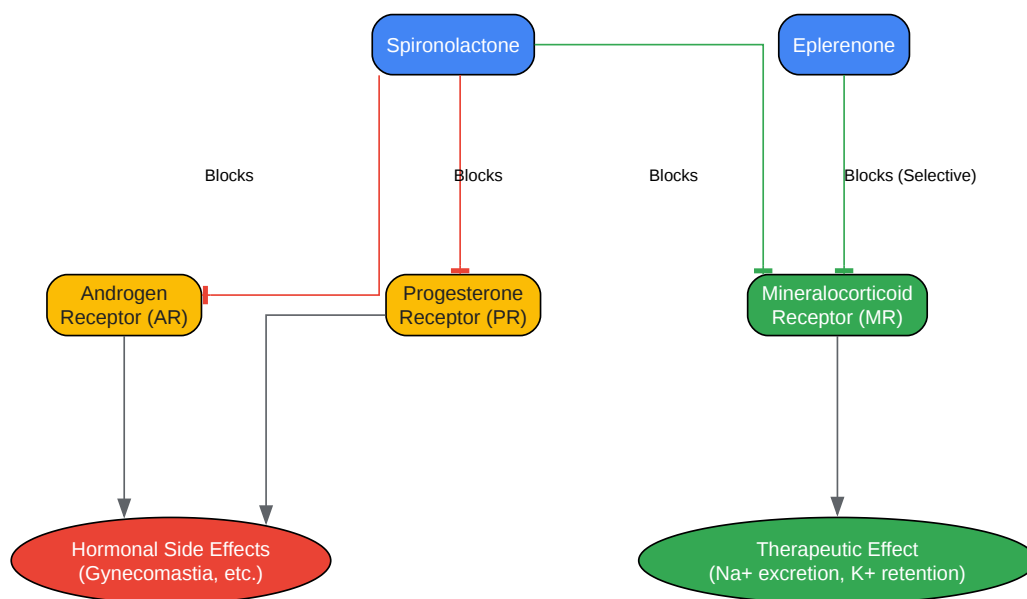 Spironolactone
Eplerenone
Blocks
Blocks
Blocks
Blocks (Selective)
Androgen
Receptor (AR)
Progesterone
Receptor (PR)
Mineralocorticoid
Receptor (MR)
Hormonal Side Effects
(Gynecomastia, etc.)
Therapeutic Effect
(Na+ excretion, K+ retention)